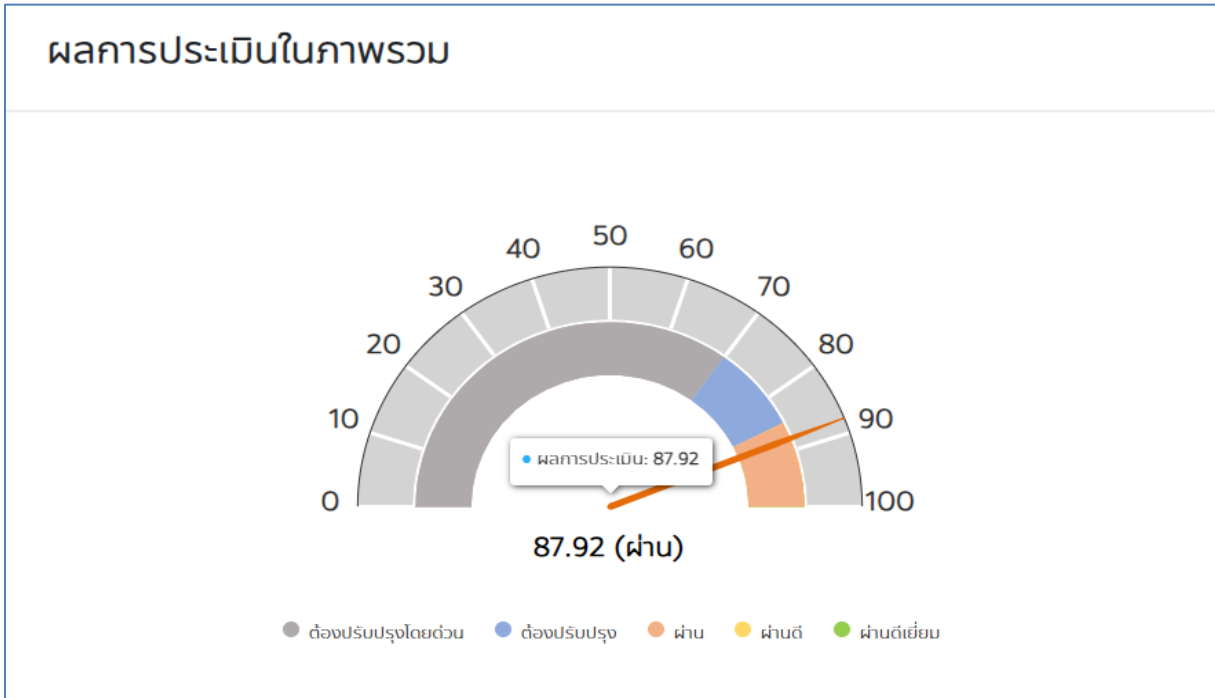 ผลการประเมินในภาพรวม
50
40
60
30
70
20
80
10
90
ผลการประเมิน: 87.92
0
100
87.92 (ผ่าน)
ต้องปรับปรุงโดยด่วน ต้องปรับปรุง ผ่าน ผ่านดี ผ่านดีเยี่ยม